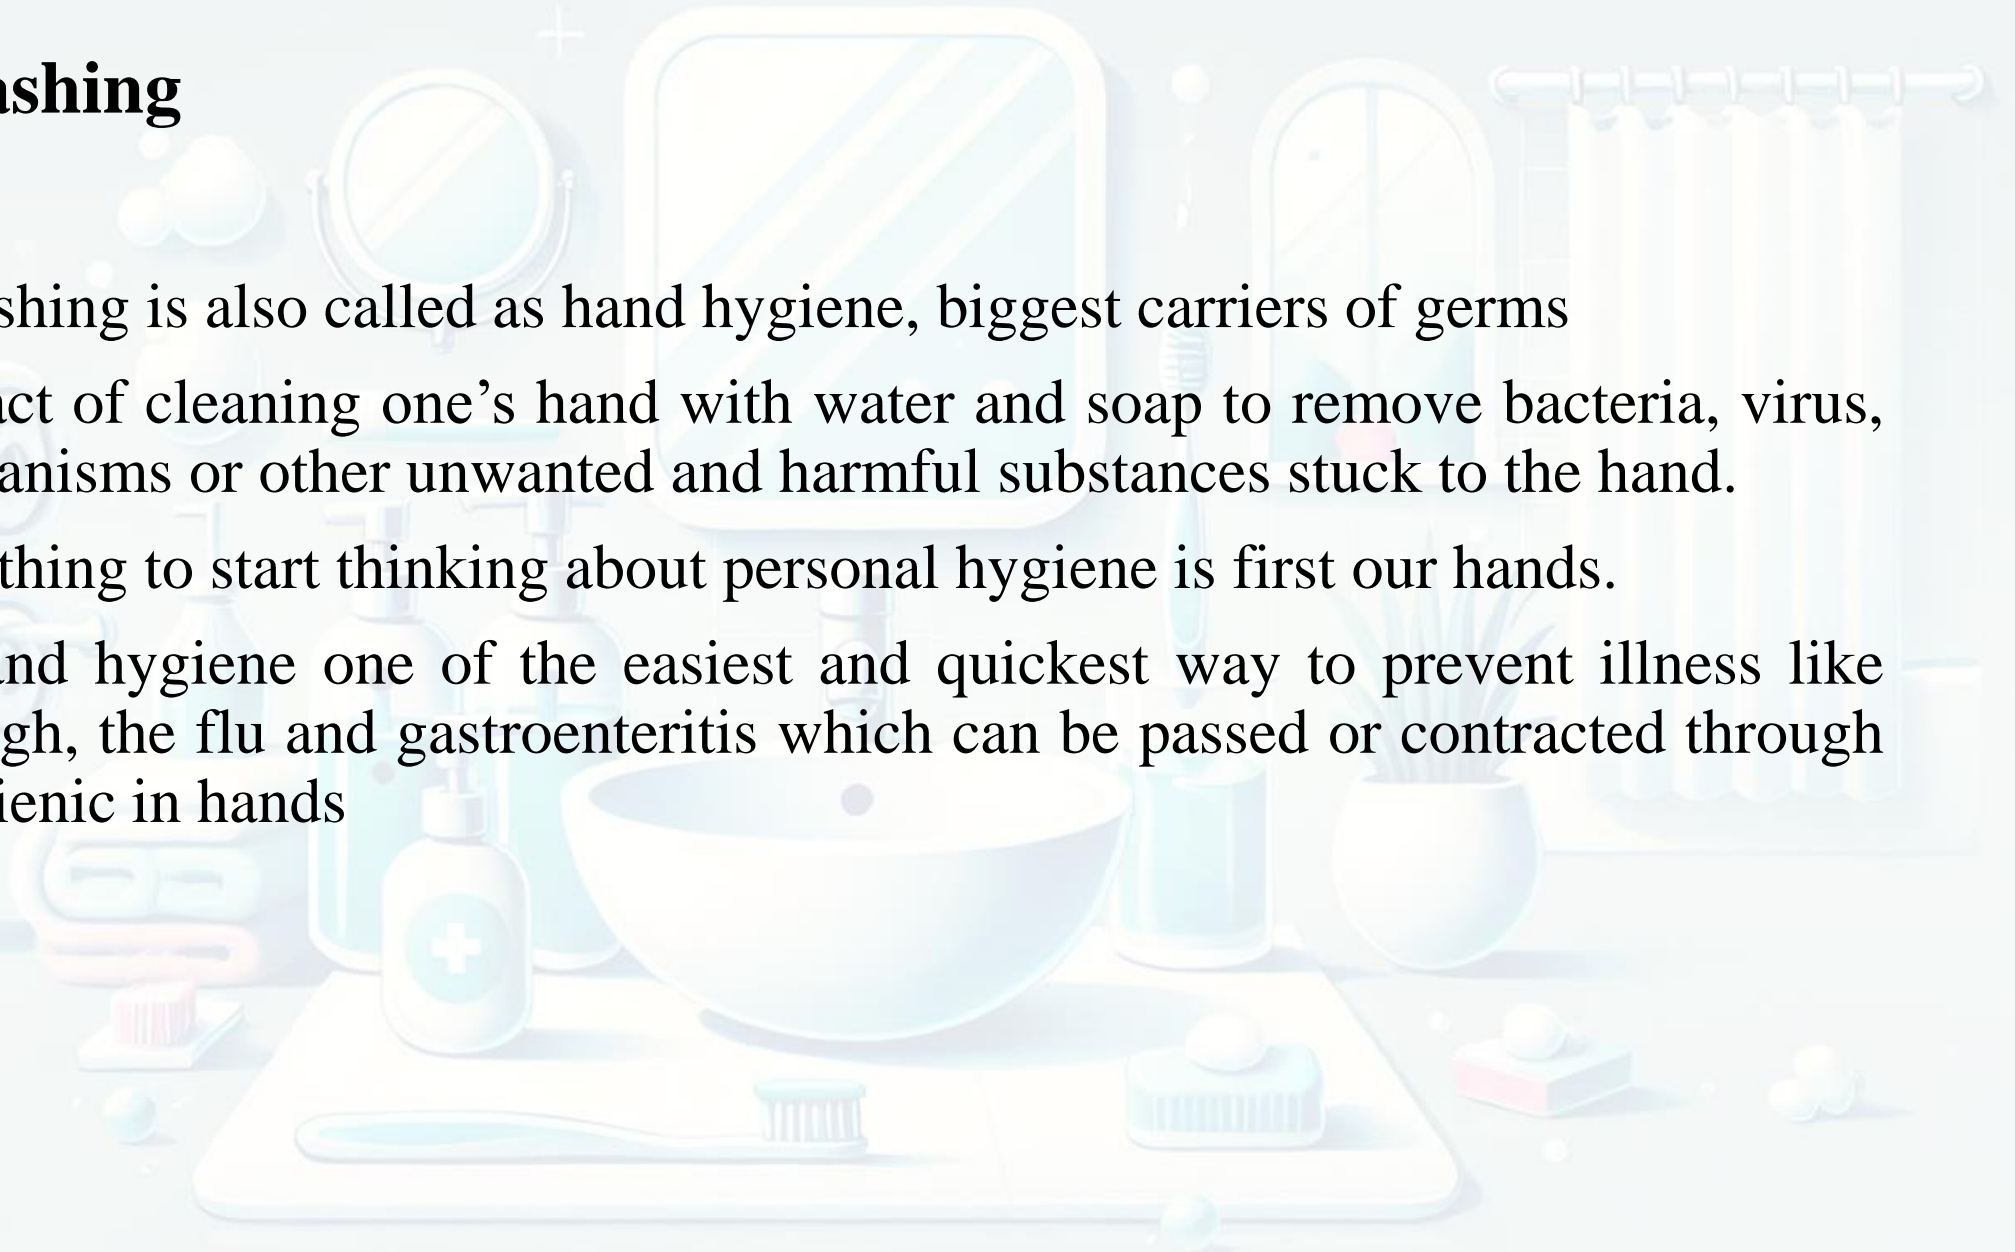 ashing
shing is also called as hand hygiene, biggest carriers of germs
act of cleaning one’s hand with water and soap to remove bacteria, virus,
anisms or other unwanted and harmful substances stuck to the hand.
thing to start thinking about personal hygiene is first our hands.
and hygiene one of the easiest and quickest way to prevent illness like
gh, the flu and gastroenteritis which can be passed or contracted through
ienic in hands